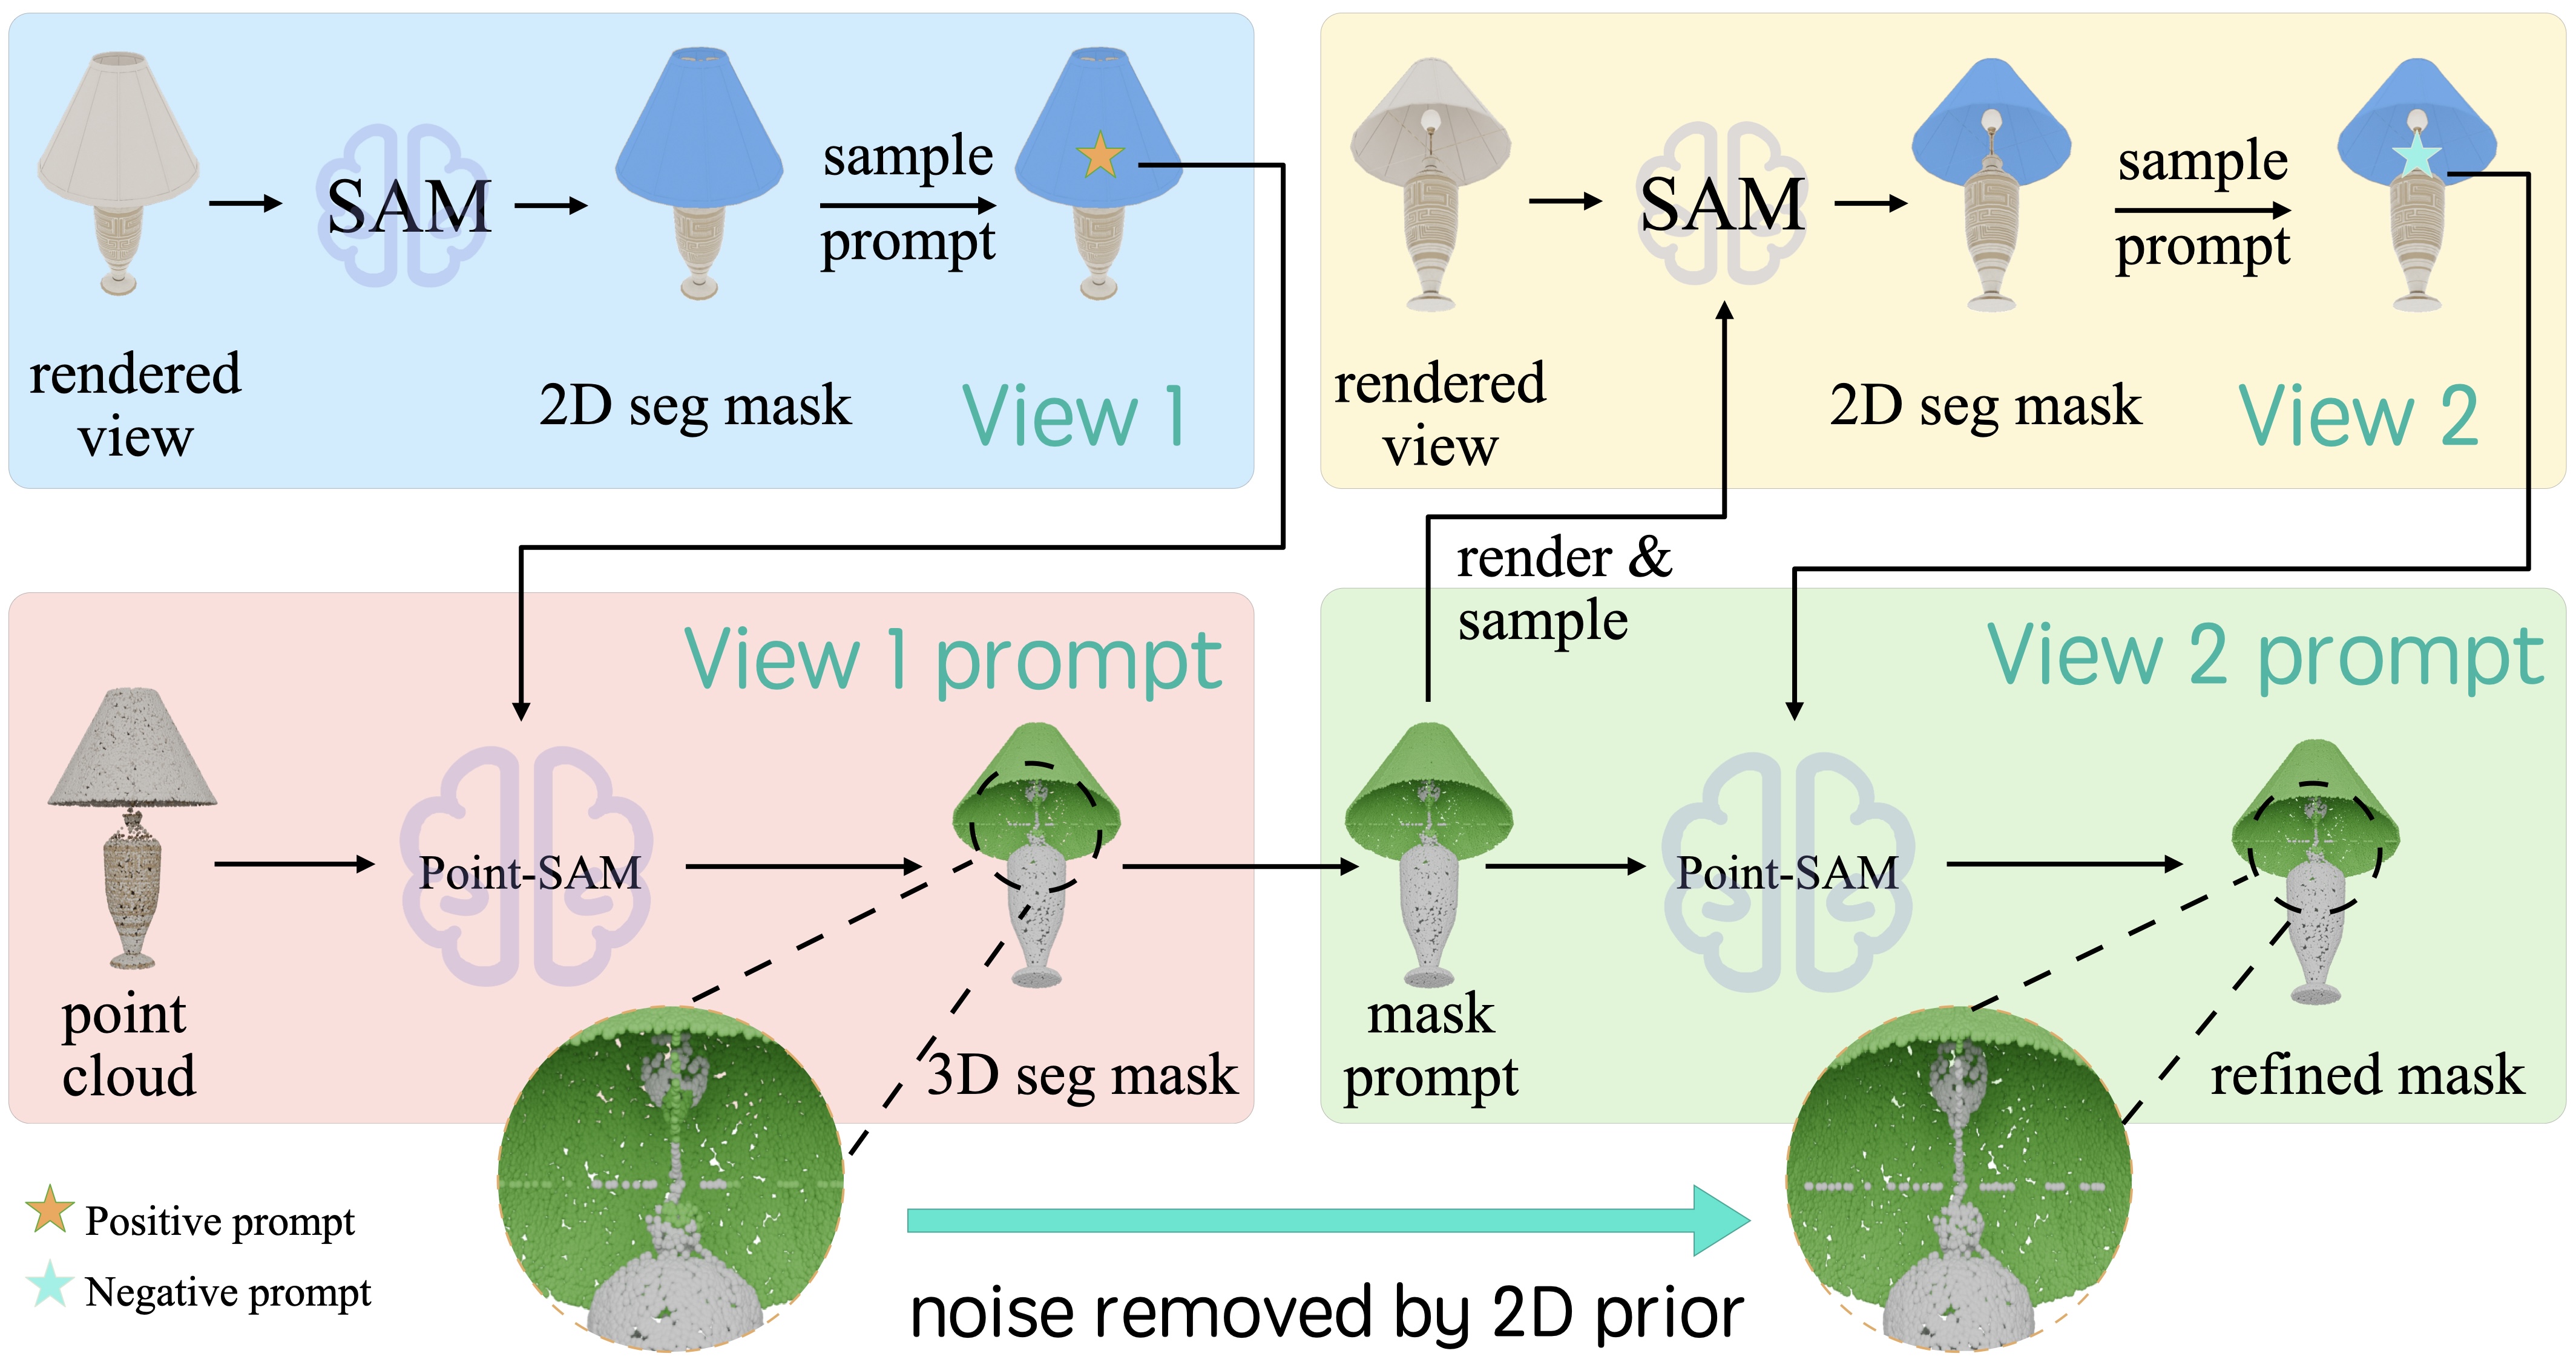 SAM
sample
prompt
rendered
view
2D seg mask
View 1
SAM
sample
prompt
rendered
view
2D seg mask
View 2
render &
sample
View 1 prompt
Point-SAM
point
cloud
3D seg mask
View 2 prompt
Point-SAM
mask
prompt
refined mask
Positive prompt
Negative prompt
noise removed by 2D prior